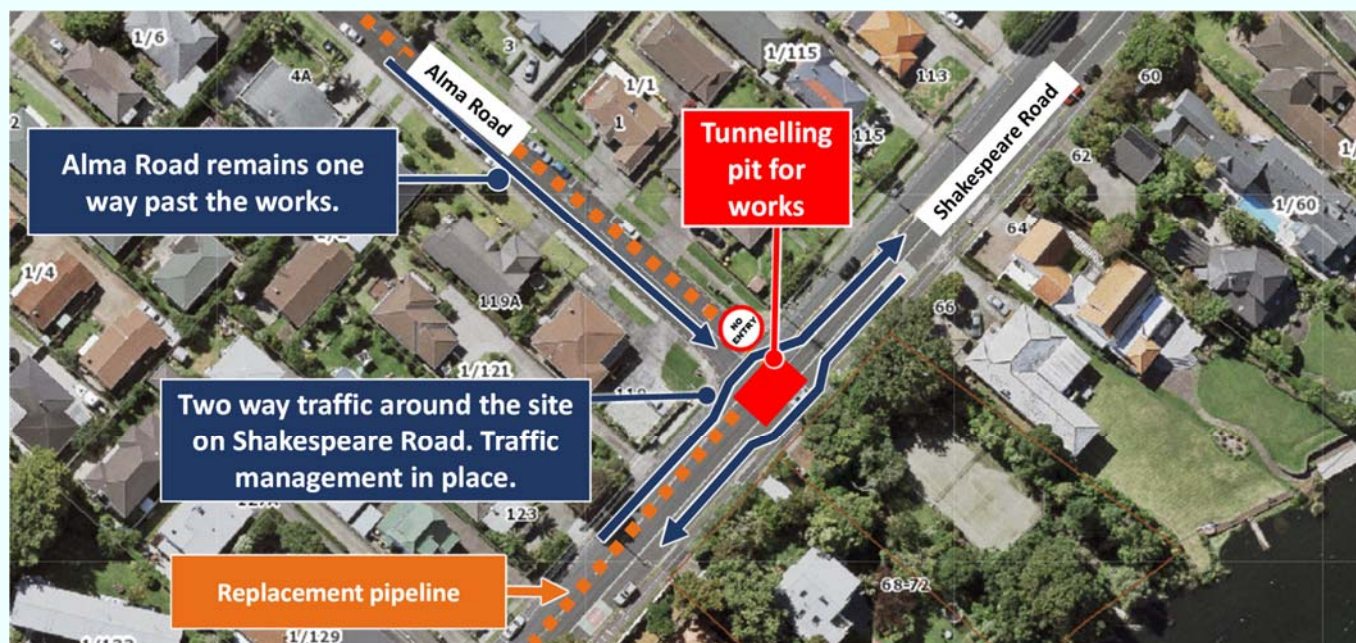 1/6
4A
3
1/1
1
1/115
113
115
60
62
64
1/60
66
Alma Road
Shakespeare Road
Tunnelling
pit for
works
Alma Road remains one
way past the works.
1/4
119A
NO
ENTRY
1/121
Two way traffic around the site
on Shakespeare Road. Traffic
management in place.
123
68-72
Replacement pipeline
1/129